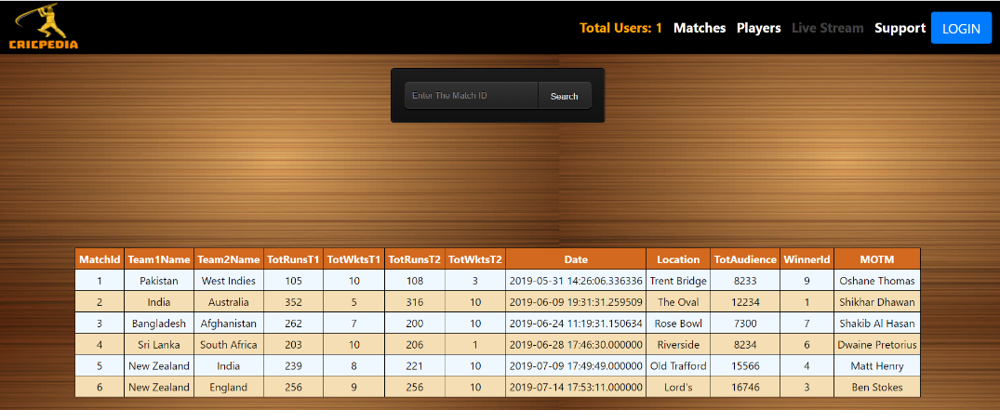 CRICPEDIA
Total Users: 1 Matches Players Live Stream Support LOGIN
Enter The Match ID Search
MatchId Team1Name Team2Name TotRunsT1 TotWktsT1 TotRunsT2 TotWktsT2 Date Location TotAudience WinnerId MOTM
1 Pakistan West Indies 105 10 108 3 2019-05-31 14:26:06.336336 Trent Bridge 8233 9 Oshane Thomas
2 India Australia 352 5 316 10 2019-06-09 19:31:31.259509 The Oval 12234 1 Shikhar Dhawan
3 Bangladesh Afghanistan 262 7 200 10 2019-06-24 11:19:31.150634 Rose Bowl 7300 7 Shakib Al Hasan
4 Sri Lanka South Africa 203 10 206 1 2019-06-28 17:46:30.000000 Riverside 8234 6 Dwaine Pretorius
5 New Zealand India 239 8 221 10 2019-07-09 17:49:49.000000 Old Trafford 15566 4 Matt Henry
6 New Zealand England 256 9 256 10 2019-07-14 17:53:11.000000 Lord's 16746 3 Ben Stokes